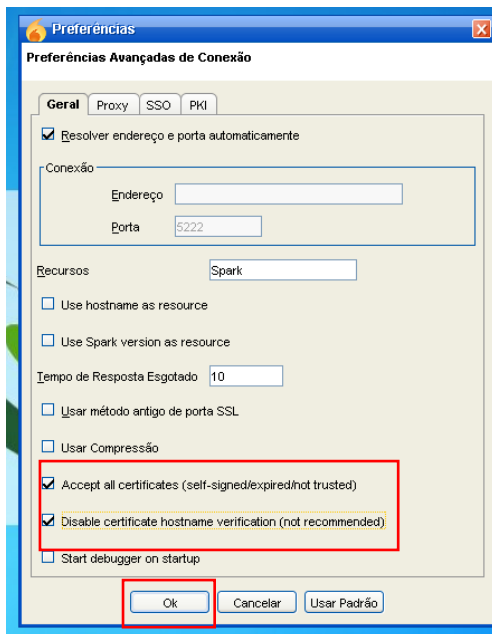 Preferências
Preferências Avançadas de Conexão
Geral Proxy SSO PKI
Resolver endereço e porta automaticamente
Conexão
Endereço
Porta 5222
Recursos Spark
Use hostname as resource
Use Spark version as resource
Tempo de Resposta Esgotado 10
Usar método antigo de porta SSL
Usar Compressão
Accept all certificates (self-signed/expired/not trusted)
Disable certificate hostname verification (not recommended)
Start debugger on startup
Ok Cancelar Usar Padrão